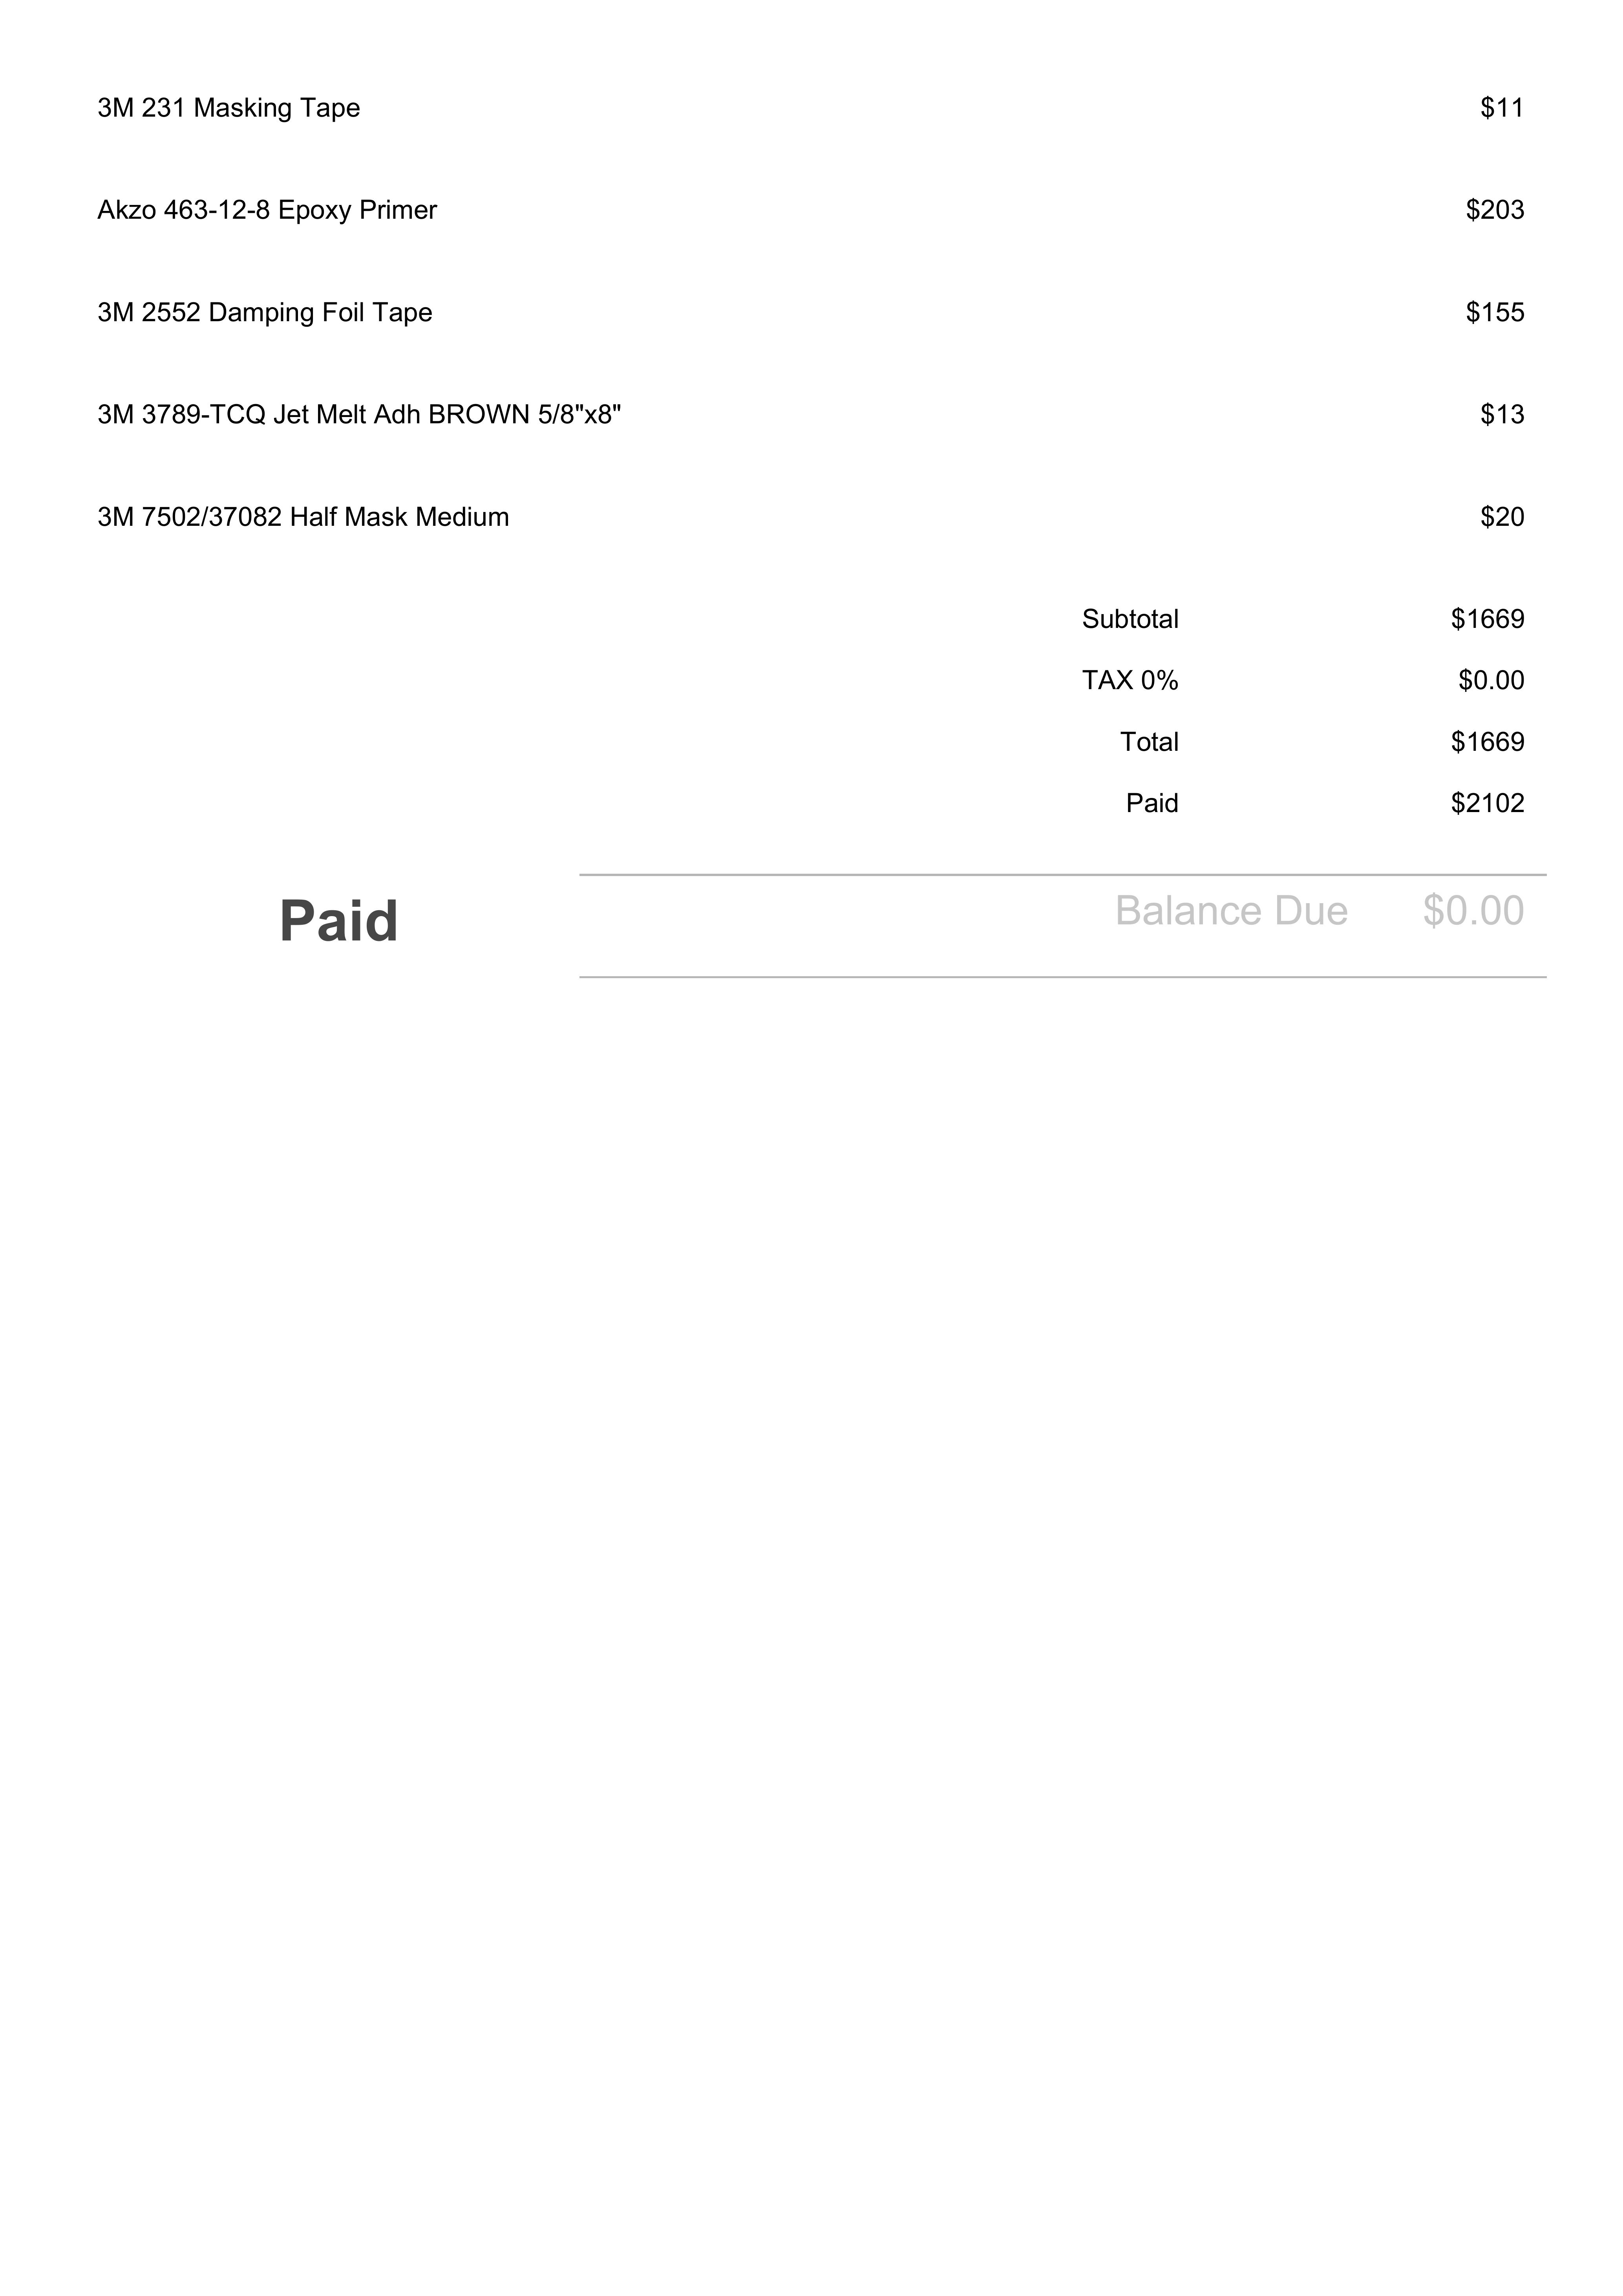 3M 231 Masking Tape $11
Akzo 463-12-8 Epoxy Primer $203
3M 2552 Damping Foil Tape $155
3M 3789-TCQ Jet Melt Adh BROWN 5/8"x8" $13
3M 7502/37082 Half Mask Medium $20
Subtotal $1669
TAX 0% $0.00
Total $1669
Paid $2102
Paid Balance Due $0.00